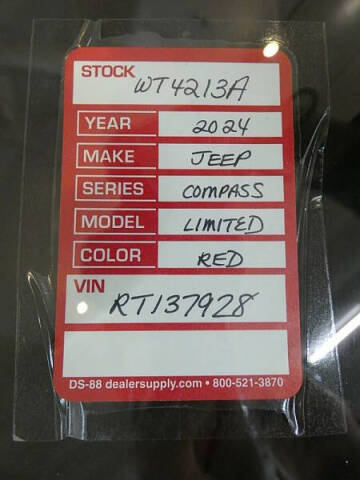 STOCK
WT4213A
YEAR 2024
MAKE JEEP
SERIES COMPASS
MODEL LIMITED
COLOR RED
VIN
RT137928
DS-88 dealersupply.com • 800-521-3870